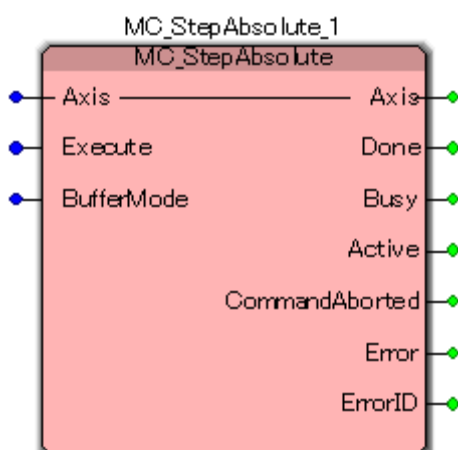 MC_StepAbsolute_1
MC_StepAbsolute
Axis Axis
Execute Done
BufferMode Busy
Active
CommandAborted
Error
ErrorID